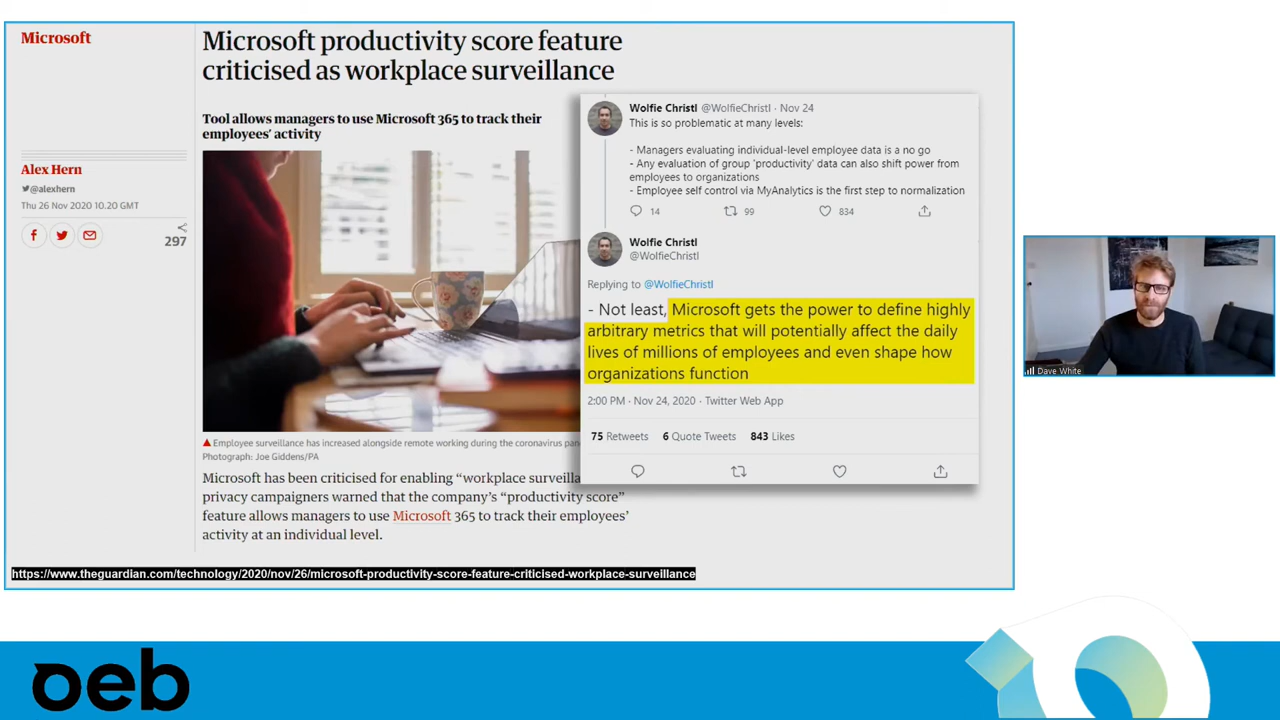 Microsoft
Microsoft productivity score feature
criticised as workplace surveillance
Tool allows managers to use Microsoft 365 to track their
employees' activity
Alex Hern
@alexhern
Thu 26 Nov 2020 10.20 GMT
297
Employee surveillance has increased alongside remote working during the coronavirus pan
Photograph: Joe Giddens/PA
Microsoft has been criticised for enabling “workplace surveilla
privacy campaigners warned that the company's “productivity score”
feature allows managers to use Microsoft 365 to track their employees'
activity at an individual level.
https://www.theguardian.com/technology/2020/nov/26/microsoft-productivity-score-feature-criticised-workplace-surveillance
Wolfie Christl @WolfieChristl · Nov 24
This is so problematic at many levels:
- Managers evaluating individual-level employee data is a no go
- Any evaluation of group 'productivity' data can also shift power from
employees to organizations
- Employee self control via MyAnalytics is the first step to normalization
14 99 834
Wolfie Christl
@WolfieChristl
Replying to @WolfieChristl
- Not least, Microsoft gets the power to define highly
arbitrary metrics that will potentially affect the daily
lives of millions of employees and even shape how
organizations function
2:00 PM · Nov 24, 2020 · Twitter Web App
75 Retweets 6 Quote Tweets 843 Likes
Dave White
oeb